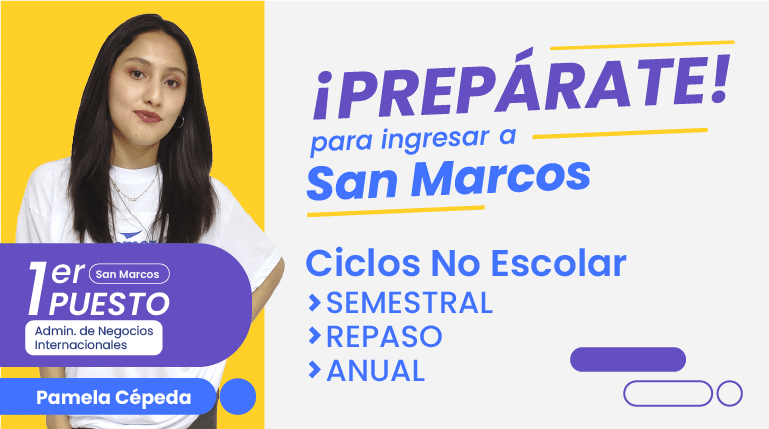 ¡PREPÁRATE!
para ingresar a
San Marcos
Ciclos No Escolar
SEMESTRAL
REPASO
ANUAL
1er San Marcos
PUESTO
Admin. de Negocios
Internacionales
Pamela Cépeda